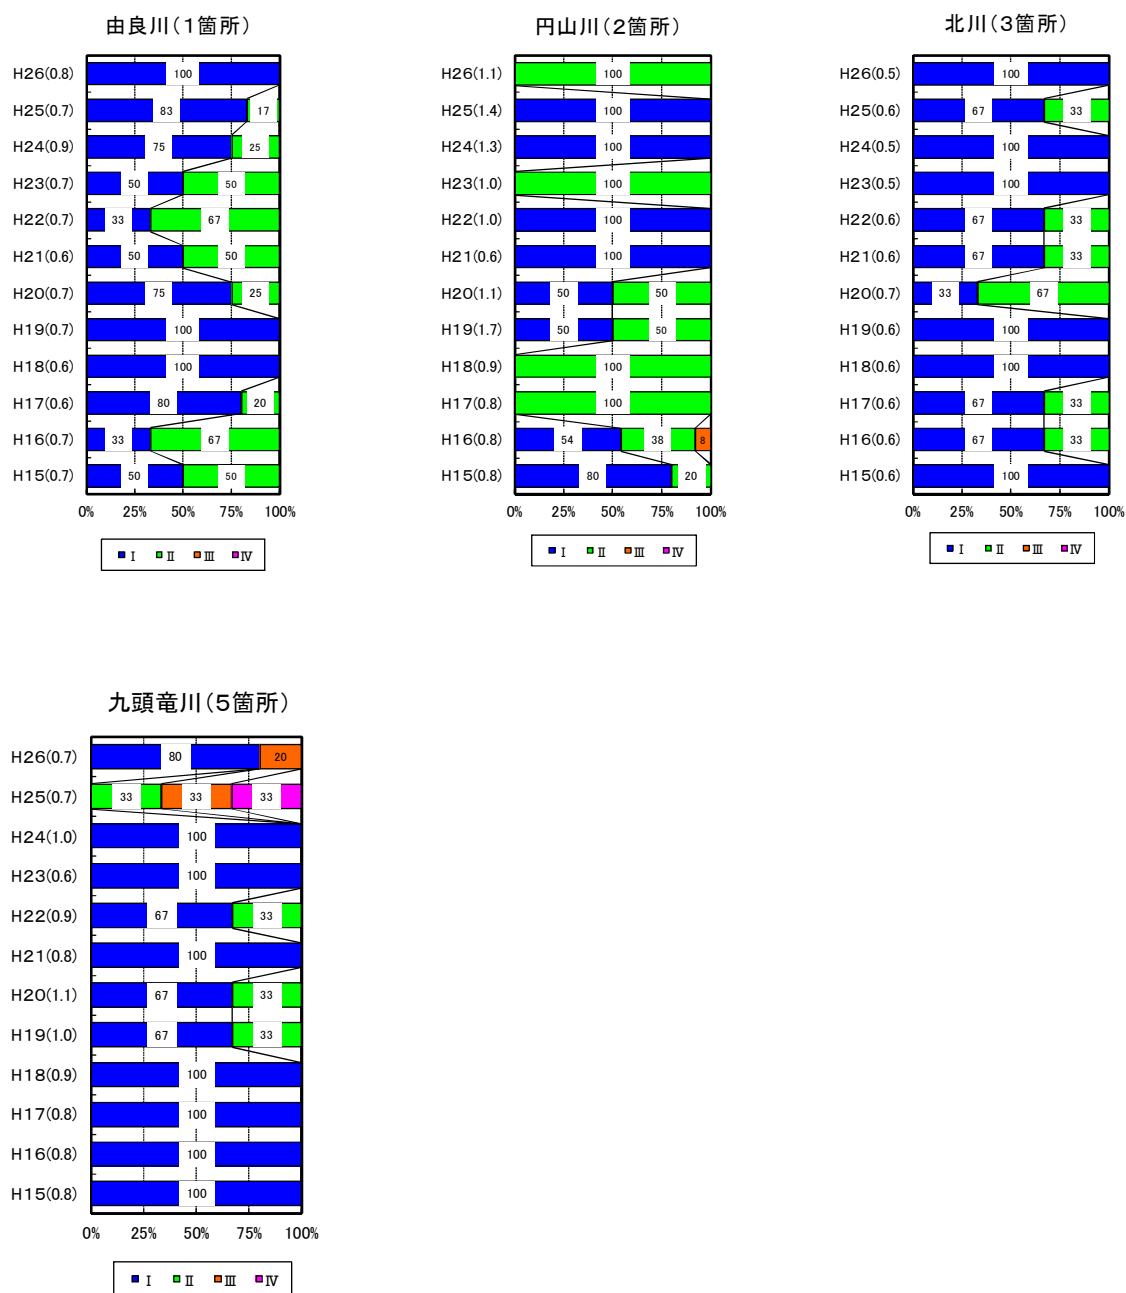 由良川（1箇所）
H26(0.8) 100
H25(0.7) 83 17
H24(0.9) 75 25
H23(0.7) 50 50
H22(0.7) 33 67
H21(0.6) 50 50
H20(0.7) 75 25
H19(0.7) 100
H18(0.6) 100
H17(0.6) 80 20
H16(0.7) 33 67
H15(0.7) 50 50
0% 25% 50% 75% 100%
Ⅰ Ⅱ Ⅲ Ⅳ
円山川（2箇所）
H26(1.1) 100
H25(1.4) 100
H24(1.3) 100
H23(1.0) 100
H22(1.0) 100
H21(0.6) 100
H20(1.1) 50 50
H19(1.7) 50 50
H18(0.9) 100
H17(0.8) 100
H16(0.8) 54 38 8
H15(0.8) 80 20
0% 25% 50% 75% 100%
Ⅰ Ⅱ Ⅲ Ⅳ
北川（3箇所）
H26(0.5) 100
H25(0.6) 67 33
H24(0.5) 100
H23(0.5) 100
H22(0.6) 67 33
H21(0.6) 67 33
H20(0.7) 33 67
H19(0.6) 100
H18(0.6) 100
H17(0.6) 67 33
H16(0.6) 67 33
H15(0.6) 100
0% 25% 50% 75% 100%
Ⅰ Ⅱ Ⅲ Ⅳ
九頭竜川（5箇所）
H26(0.7) 80 20
H25(0.7) 33 33 33
H24(1.0) 100
H23(0.6) 100
H22(0.9) 67 33
H21(0.8) 100
H20(1.1) 67 33
H19(1.0) 67 33
H18(0.9) 100
H17(0.8) 100
H16(0.8) 100
H15(0.8) 100
0% 25% 50% 75% 100%
Ⅰ Ⅱ Ⅲ Ⅳ